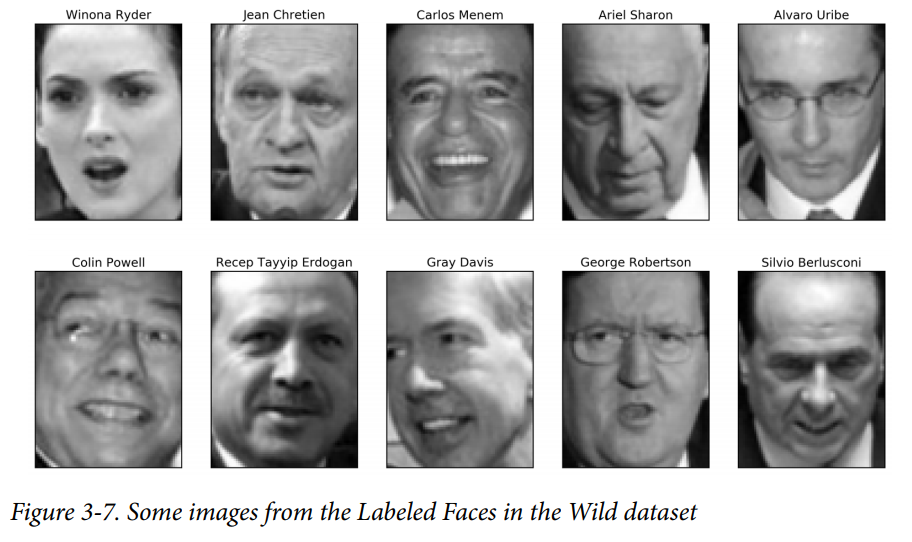 Winona Ryder Jean Chretien Carlos Menem Ariel Sharon Alvaro Uribe
Colin Powell Recep Tayyip Erdogan Gray Davis George Robertson Silvio Berlusconi
Figure 3-7. Some images from the Labeled Faces in the Wild dataset